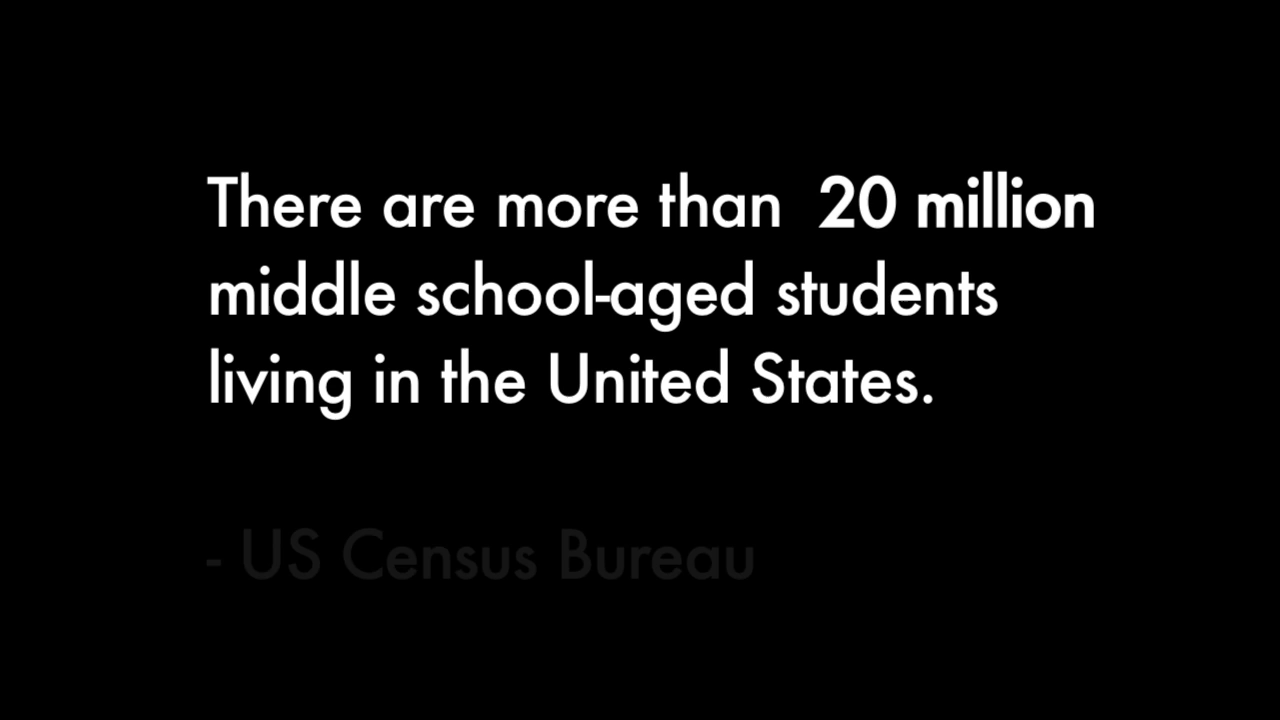 There are more than 20 million
middle school-aged students
living in the United States.
- US Census Bureau